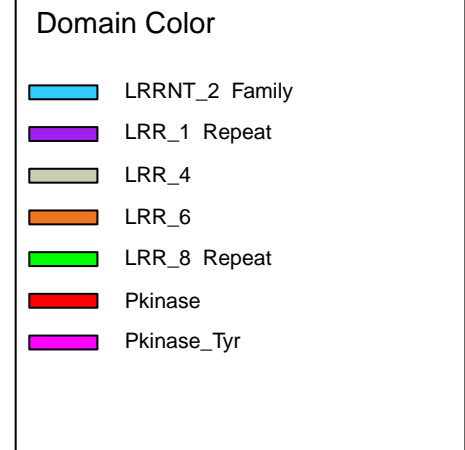 Domain Color
LRRNT_2 Family
LRR_1 Repeat
LRR_4
LRR_6
LRR_8 Repeat
Pkinase
Pkinase_Tyr